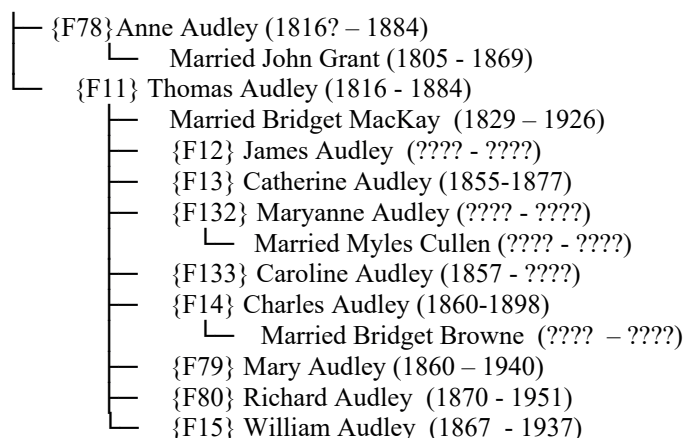 {F78}Anne Audley (1816? – 1884)
Married John Grant (1805 - 1869)
{F11} Thomas Audley (1816 - 1884)
Married Bridget MacKay (1829 – 1926)
{F12} James Audley (???? - ????)
{F13} Catherine Audley (1855-1877)
{F132} Maryanne Audley (???? - ????)
Married Myles Cullen (???? - ????)
{F133} Caroline Audley (1857 - ????)
{F14} Charles Audley (1860-1898)
Married Bridget Browne (???? – ????)
{F79} Mary Audley (1860 – 1940)
{F80} Richard Audley (1870 - 1951)
{F15} William Audley (1867 - 1937)